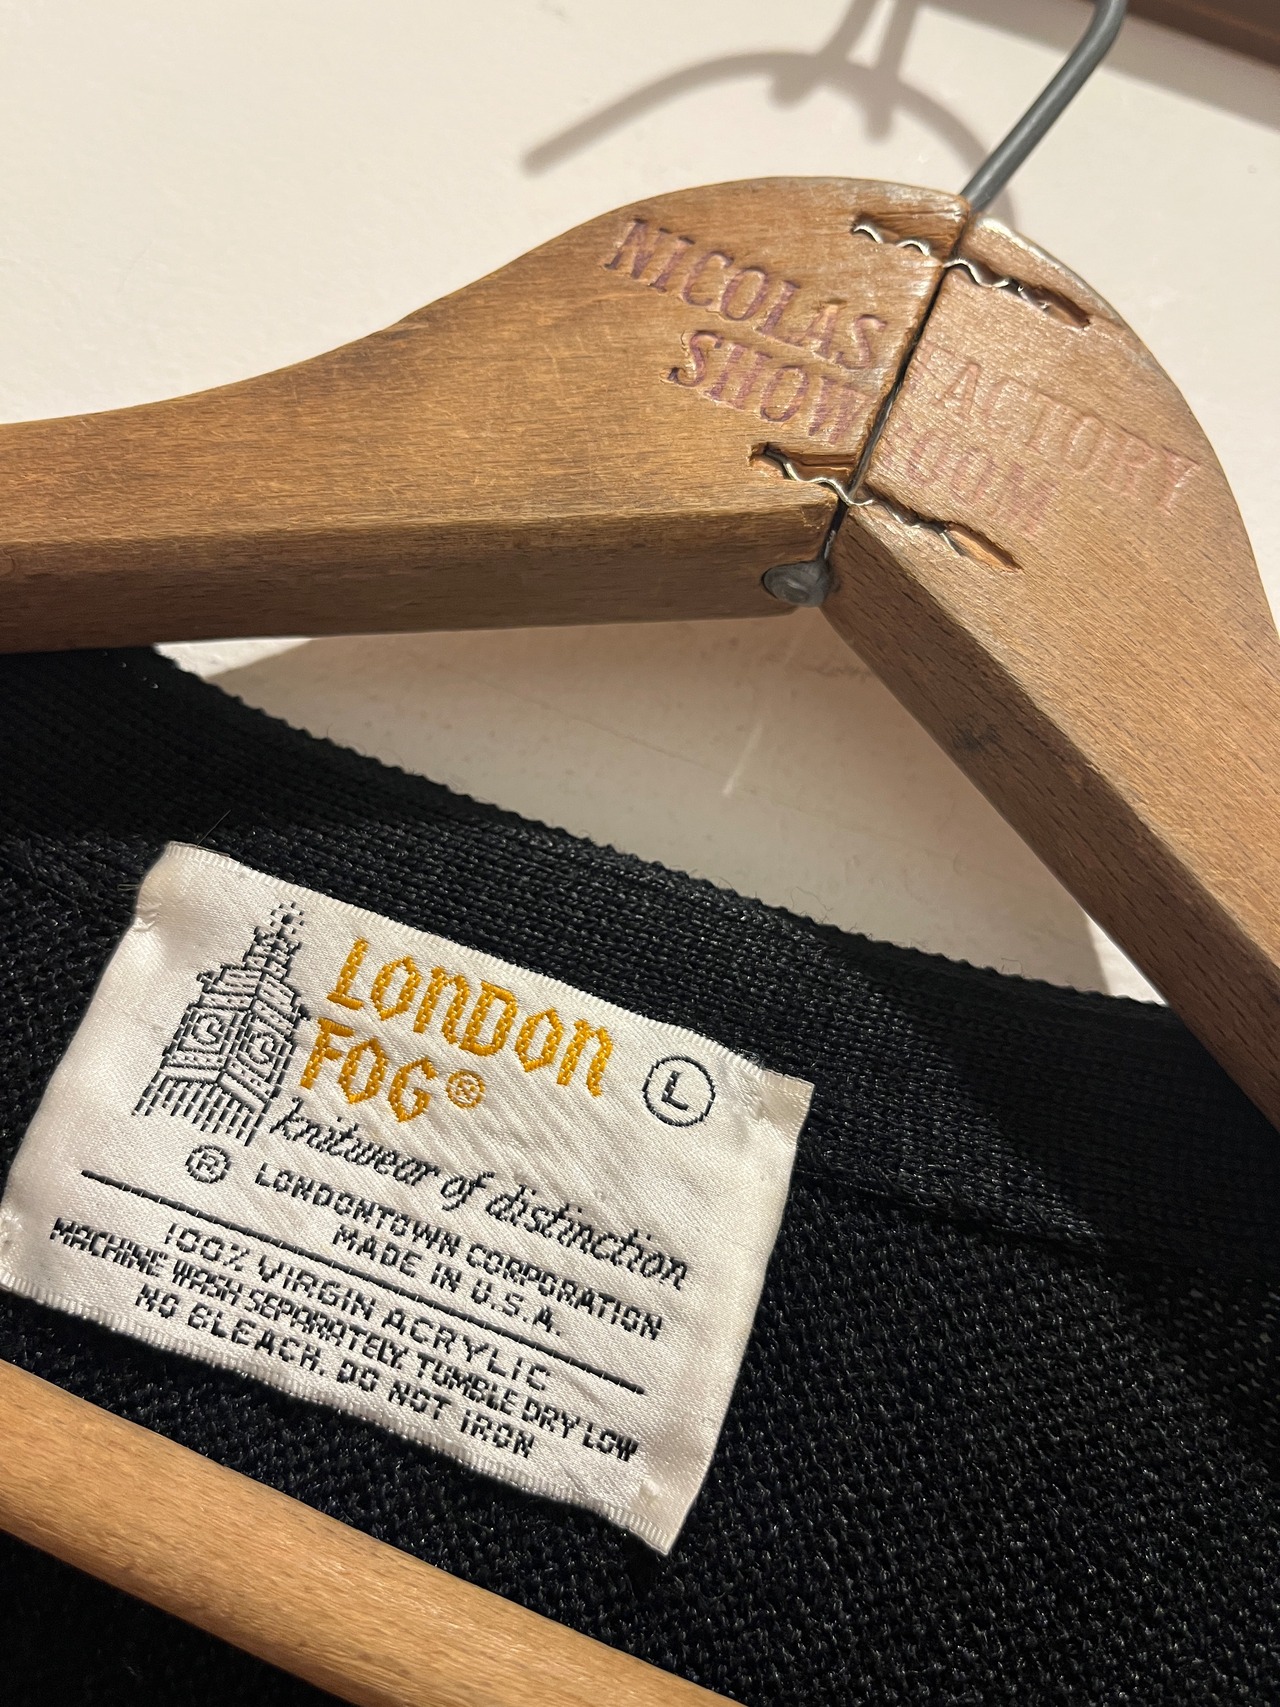 NICOLAS FACTORY
SHOWROOM
LONDON
FOG®
L
knitwear of distinction
® LONDONTOWN CORPORATION
MADE IN U.S.A.
100% VIRGIN ACRYLIC
MACHINE WASH SEPARATELY, TUMBLE DRY LOW
NO BLEACH. DO NOT IRON